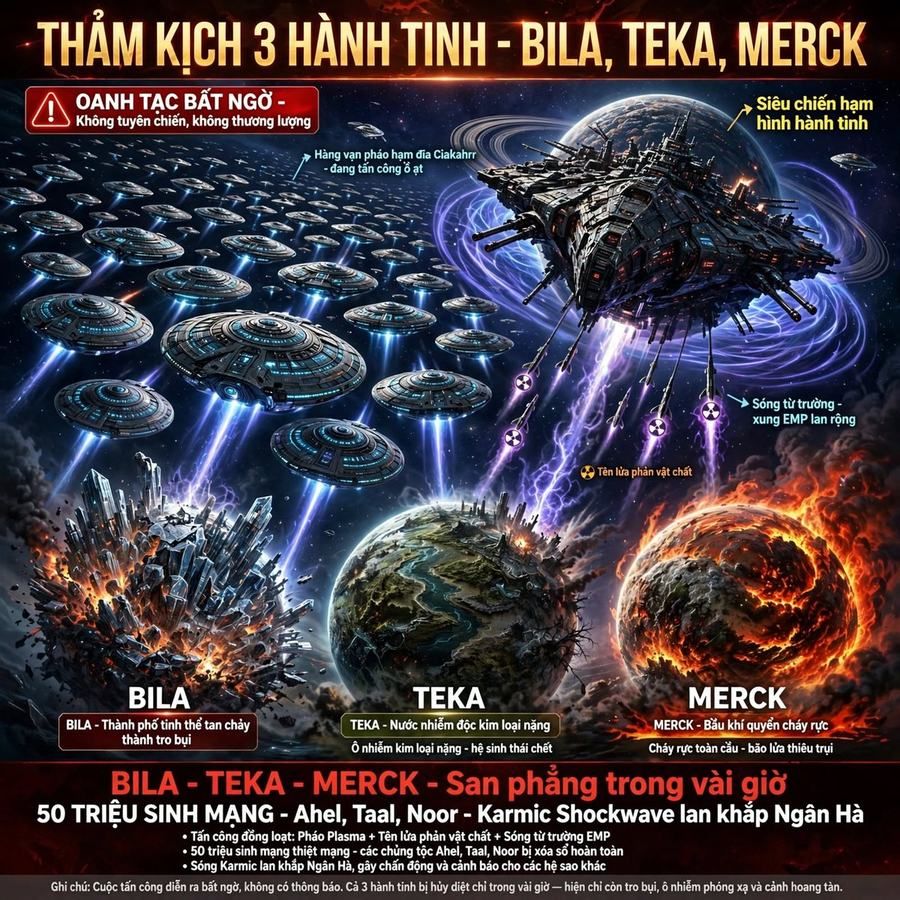 THẢM KỊCH 3 HÀNH TINH - BILA, TEKA, MERCK
OANH TẠC BẤT NGỜ -
Không tuyên chiến, không thương lượng
Hàng vạn pháo hạm đĩa Ciakahrr
- đang tấn công ồ ạt
Siêu chiến hạm
hình hành tinh
Sóng từ trường -
xung EMP lan rộng
Tên lửa phản vật chất
BILA
BILA - Thành phố tinh thể tan chảy
thành tro bụi
TEKA
TEKA - Nước nhiễm độc kim loại nặng
Ô nhiễm kim loại nặng - hệ sinh thái chết
MERCK
MERCK - Bầu khí quyển cháy rực
Cháy rực toàn cầu - bão lửa thiêu trụi
BILA - TEKA - MERCK - San phẳng trong vài giờ
50 TRIỆU SINH MẠNG - Ahel, Taal, Noor - Karmic Shockwave lan khắp Ngân Hà
• Tấn công đồng loạt: Pháo Plasma + Tên lửa phản vật chất + Sóng từ trường EMP
• 50 triệu sinh mạng thiệt mạng - các chủng tộc Ahel, Taal, Noor bị xóa sổ hoàn toàn
• Sóng Karmic lan khắp Ngân Hà, gây chấn động và cảnh báo cho các hệ sao khác
Ghi chú: Cuộc tấn công diễn ra bất ngờ, không có thông báo. Cả 3 hành tinh bị hủy diệt chỉ trong vài giờ — hiện chỉ còn tro bụi, ô nhiễm phóng xạ và cảnh hoang tàn.